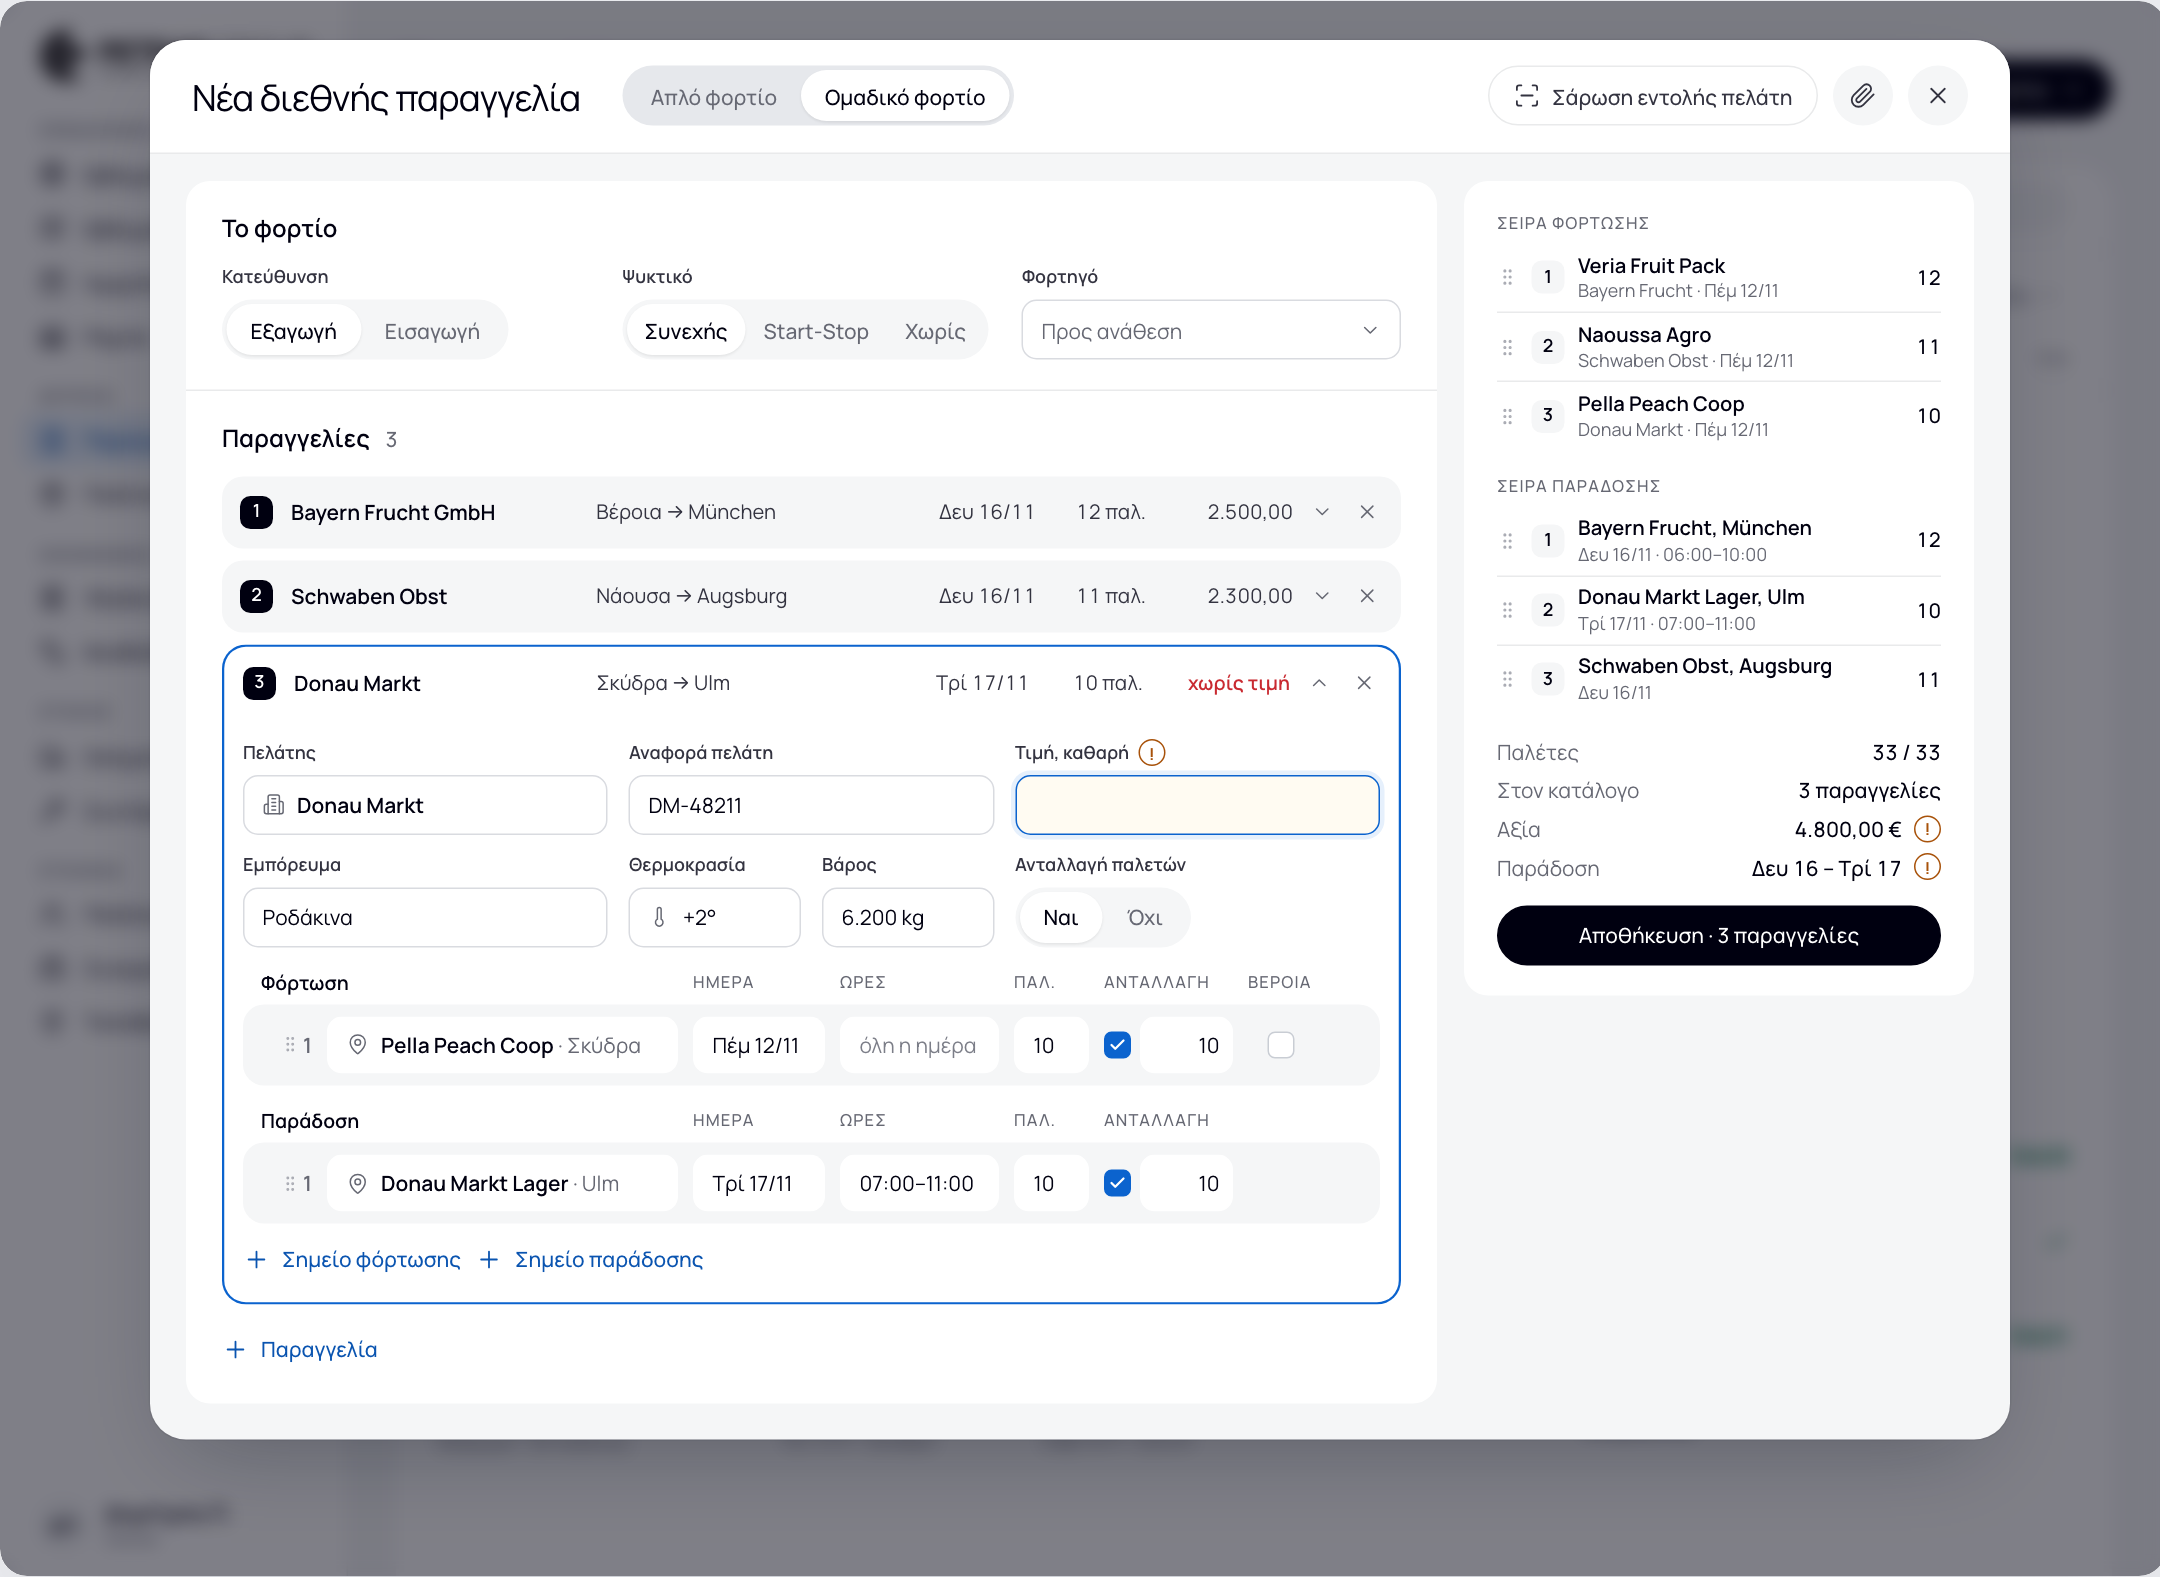 Νέα διεθνής παραγγελία
Απλό φορτίο
Ομαδικό φορτίο
Σάρωση εντολής πελάτη
Το φορτίο
Κατεύθυνση
Ψυκτικό
Φορτηγό
Εξαγωγή
Εισαγωγή
Συνεχής
Start-Stop
Χωρίς
Προς ανάθεση
Παραγγελίες 3
1 Bayern Frucht GmbH Βέροια → München Δευ 16/11 12 παλ. 2.500,00
2 Schwaben Obst Νάουσα → Augsburg Δευ 16/11 11 παλ. 2.300,00
3 Donau Markt Σκύδρα → Ulm Τρί 17/11 10 παλ. χωρίς τιμή
Πελάτης
Αναφορά πελάτη
Τιμή, καθαρή
Donau Markt
DM-48211
Εμπόρευμα
Θερμοκρασία
Βάρος
Ανταλλαγή παλετών
Ροδάκινα
+2°
6.200 kg
Ναι
Όχι
Φόρτωση ΗΜΕΡΑ ΩΡΕΣ ΠΑΛ. ΑΝΤΑΛΛΑΓΗ ΒΕΡΟΙΑ
1 Pella Peach Coop · Σκύδρα Πέμ 12/11 όλη η ημέρα 10 10
Παράδοση ΗΜΕΡΑ ΩΡΕΣ ΠΑΛ. ΑΝΤΑΛΛΑΓΗ
1 Donau Markt Lager · Ulm Τρί 17/11 07:00–11:00 10 10
+ Σημείο φόρτωσης
+ Σημείο παράδοσης
+ Παραγγελία
ΣΕΙΡΑ ΦΟΡΤΩΣΗΣ
1 Veria Fruit Pack 12
Bayern Frucht · Πέμ 12/11
2 Naoussa Agro 11
Schwaben Obst · Πέμ 12/11
3 Pella Peach Coop 10
Donau Markt · Πέμ 12/11
ΣΕΙΡΑ ΠΑΡΑΔΟΣΗΣ
1 Bayern Frucht, München 12
Δευ 16/11 · 06:00–10:00
2 Donau Markt Lager, Ulm 10
Τρί 17/11 · 07:00–11:00
3 Schwaben Obst, Augsburg 11
Δευ 16/11
Παλέτες 33 / 33
Στον κατάλογο 3 παραγγελίες
Αξία 4.800,00 €
Παράδοση Δευ 16 – Τρί 17
Αποθήκευση · 3 παραγγελίες